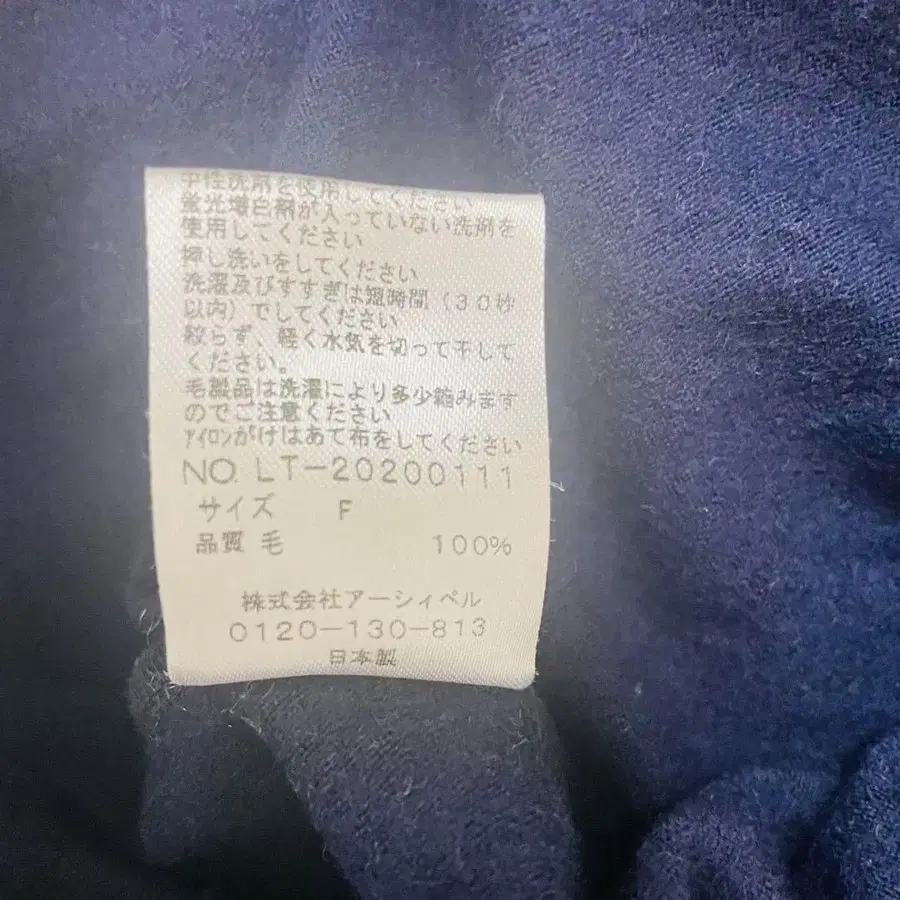 中性洗剤を使用してください
蛍光増白剤が入っていない洗剤を
使用してください
押し洗いをしてください
洗濯及びすすぎは短時間(30秒
以内)でしてください
絞らず、軽く水気を切って干して
ください。
毛製品は洗濯により多少縮みます
のでご注意ください
アイロンがけはあて布をしてください
NO. LT-20200111
サイズ F
品質 毛 100%
株式会社アーシィペル
0120-130-813
日本製